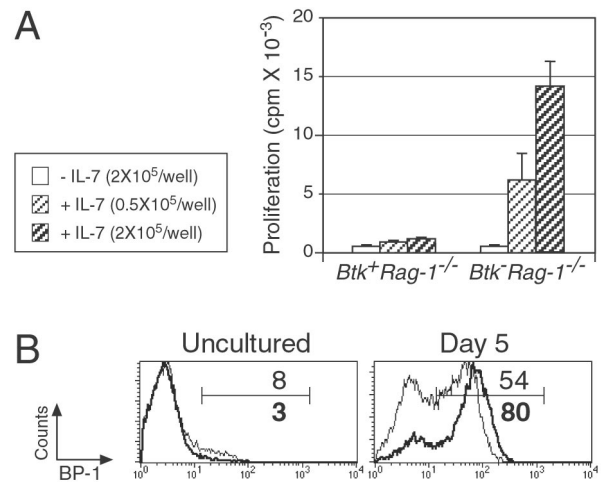 A
Proliferation (cpm X 10⁻³)
20
15
10
5
0
- IL-7 (2X10⁵/well)
+ IL-7 (0.5X10⁵/well)
+ IL-7 (2X10⁵/well)
Btk⁺Rag-1⁻/⁻ Btk⁻Rag-1⁻/⁻
B
Uncultured
Day 5
8
3
54
80
Counts
BP-1
10⁰ 10¹ 10² 10³ 10⁴
10⁰ 10¹ 10² 10³ 10⁴